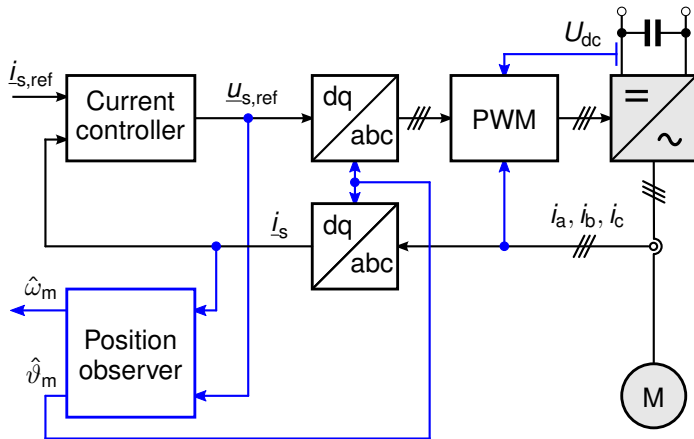 U_dc
i_s,ref
Current
controller
u_s,ref
dq
abc
PWM
=
~
i_s
dq
abc
i_a, i_b, i_c
ω̂_m
Position
observer
ϑ̂_m
M